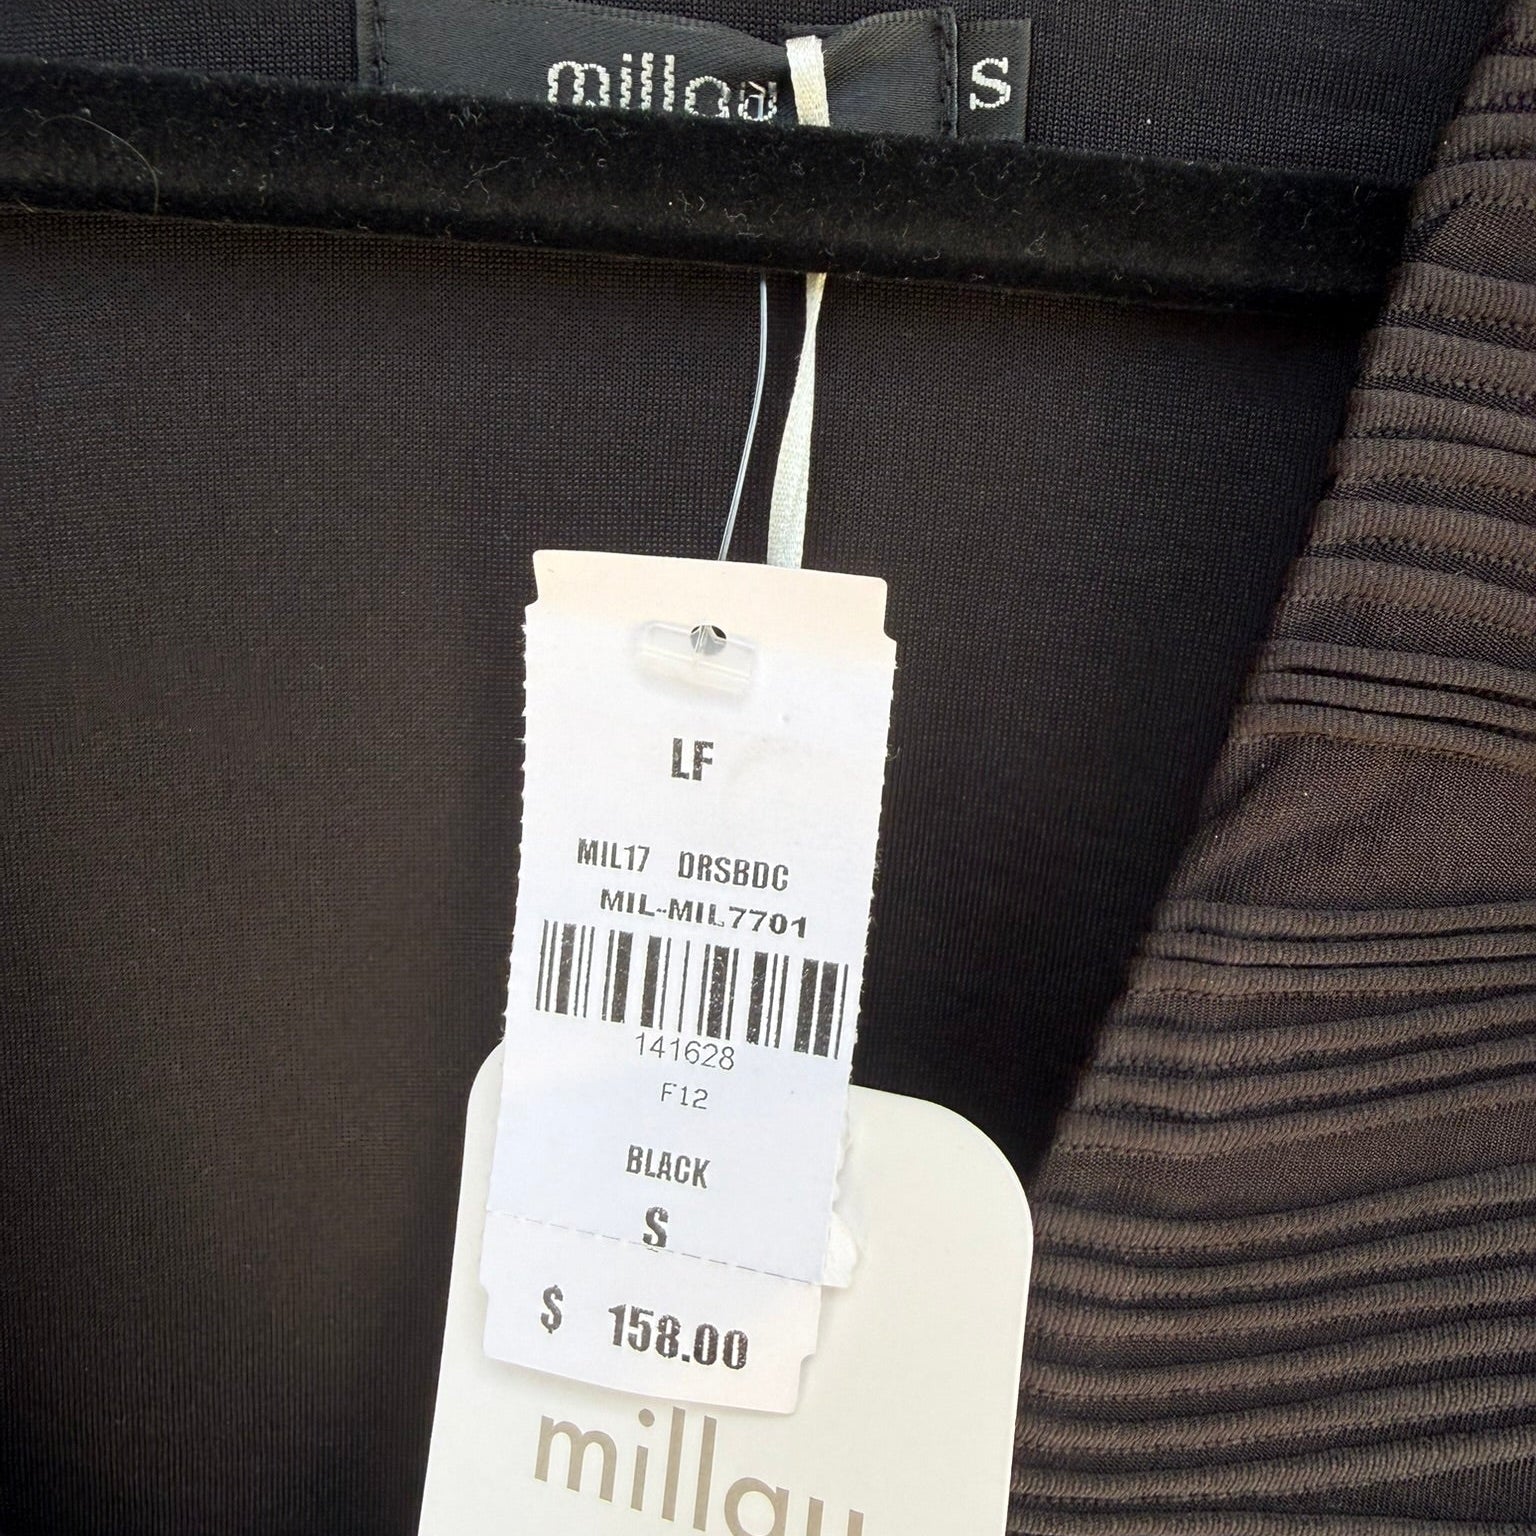 millau
S
LF
MIL17 DRSBDC
MIL-MIL7701
141628
F12
BLACK
S
$ 158.00
millau